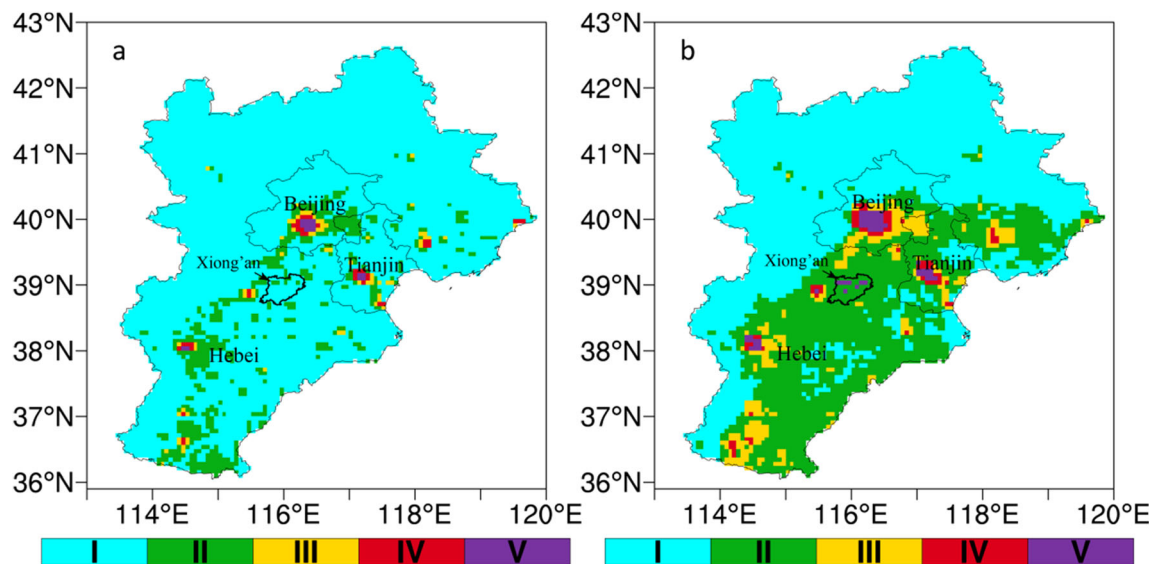 a
43°N
42°N
41°N
40°N
39°N
38°N
37°N
36°N
Beijing
Xiong'an
Tianjin
Hebei
114°E 116°E 118°E 120°E
I II III IV V
b
43°N
42°N
41°N
40°N
39°N
38°N
37°N
36°N
Beijing
Xiong'an
Tianjin
Hebei
114°E 116°E 118°E 120°E
I II III IV V